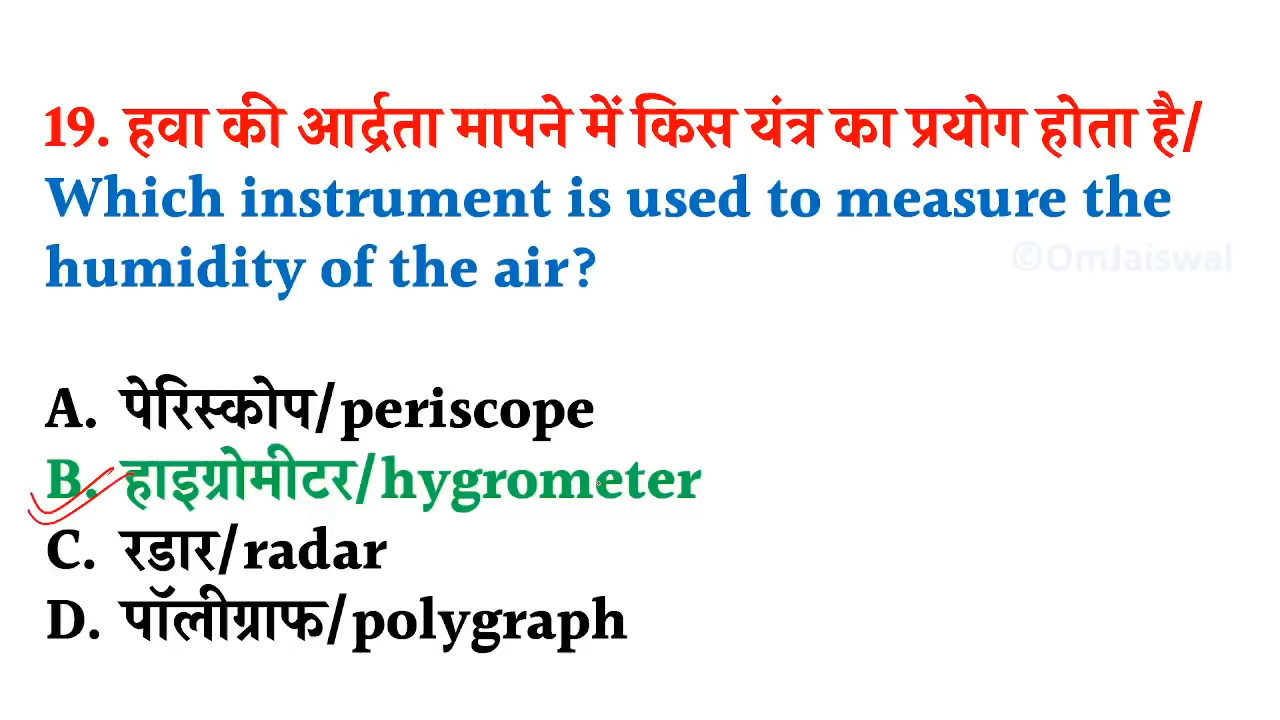 19. हवा की आर्द्रता मापने में किस यंत्र का प्रयोग होता है/
Which instrument is used to measure the
humidity of the air?
©OmJaiswal
A. पेरिस्कोप/periscope
B. हाइग्रोमीटर/hygrometer
C. रडार/radar
D. पॉलीग्राफ/polygraph